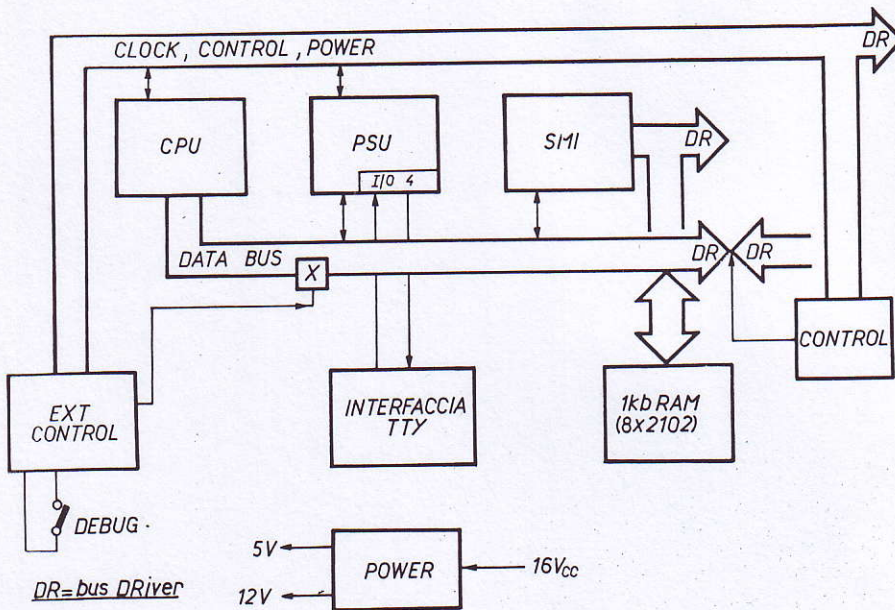 CLOCK, CONTROL, POWER
DR
CPU
PSU
I/O 4
SMI
DR
DATA BUS
X
DR
DR
CONTROL
EXT
CONTROL
INTERFACCIA
TTY
1kb RAM
(8x2102)
DEBUG
5V
POWER
16Vcc
12V
DR=bus DRiver